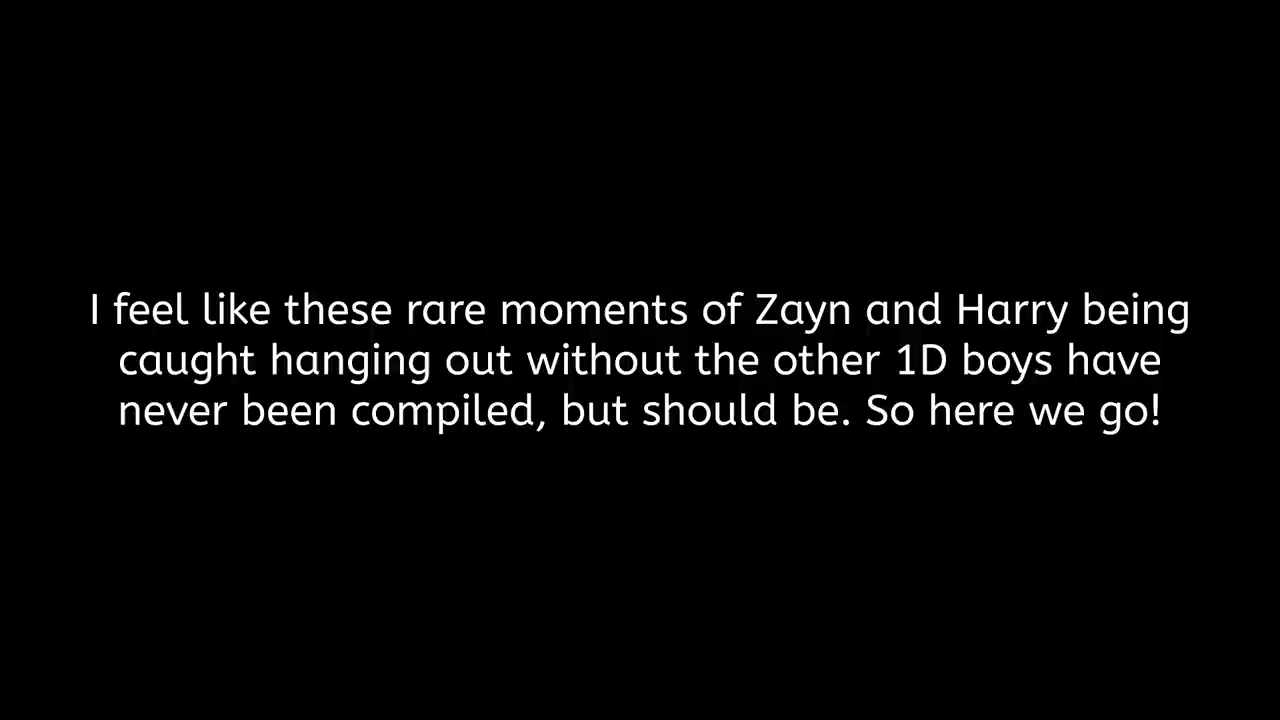 I feel like these rare moments of Zayn and Harry being
caught hanging out without the other 1D boys have
never been compiled, but should be. So here we go!